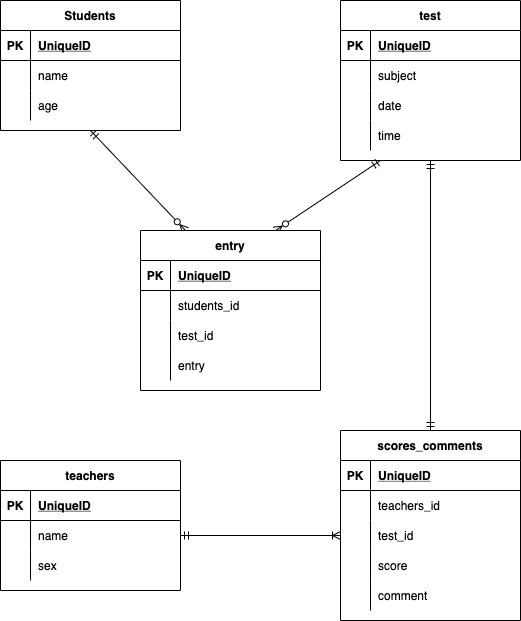 Students
PK UniqueID
name
age
test
PK UniqueID
subject
date
time
entry
PK UniqueID
students_id
test_id
entry
teachers
PK UniqueID
name
sex
scores_comments
PK UniqueID
teachers_id
test_id
score
comment